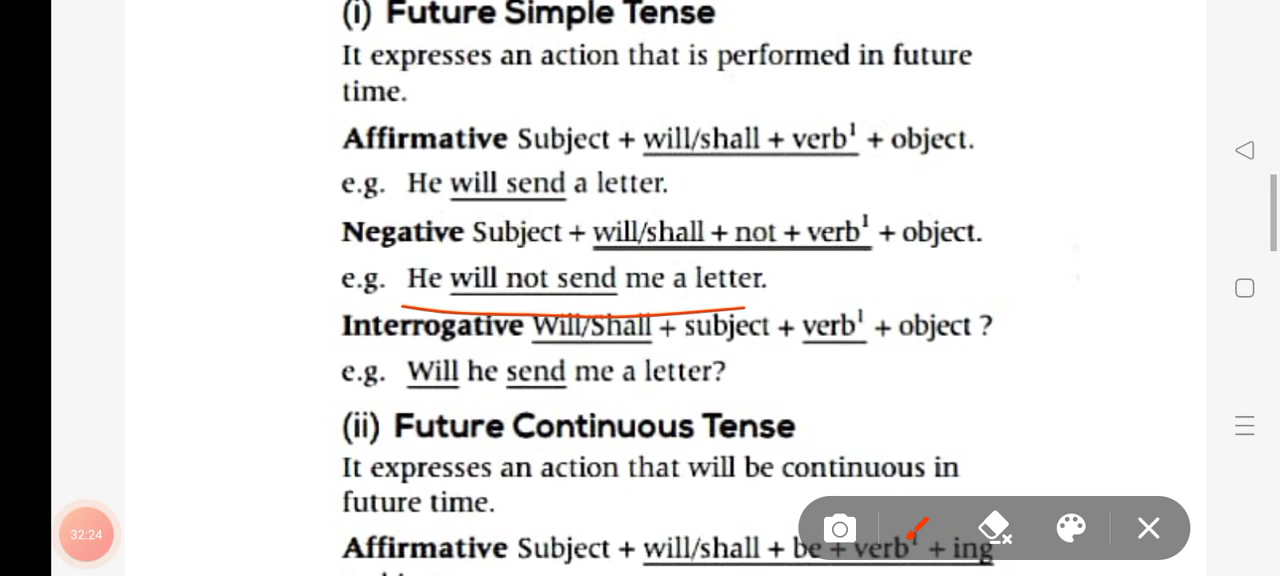 (i) Future Simple Tense
It expresses an action that is performed in future
time.
Affirmative Subject + will/shall + verb¹ + object.
e.g. He will send a letter.
Negative Subject + will/shall + not + verb¹ + object.
e.g. He will not send me a letter.
Interrogative Will/Shall + subject + verb¹ + object ?
e.g. Will he send me a letter?
(ii) Future Continuous Tense
It expresses an action that will be continuous in
future time.
Affirmative Subject + will/shall + be + verb¹ + ing
32:24